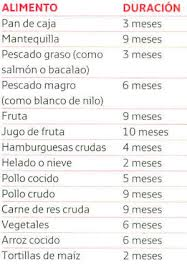 ALIMENTO DURACIÓN
Pan de caja 3 meses
Mantequilla 9 meses
Pescado graso (como 3 meses
salmón o bacalao)
Pescado magro 6 meses
(como blanco de nilo)
Fruta 9 meses
Jugo de fruta 10 meses
Hamburguesas crudas 4 meses
Helado o nieve 2 meses
Pollo cocido 5 meses
Pollo crudo 9 meses
Carne de res cruda 9 meses
Vegetales 6 meses
Arroz cocido 6 meses
Tortillas de maíz 2 meses